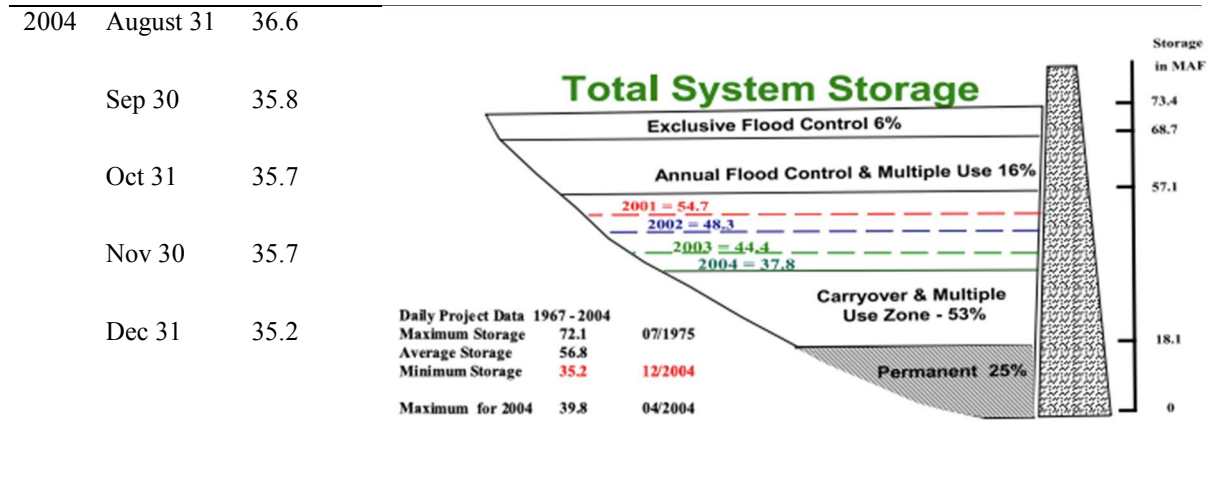 2004 August 31 36.6
Sep 30 35.8
Oct 31 35.7
Nov 30 35.7
Dec 31 35.2
Total System Storage
Exclusive Flood Control 6%
Annual Flood Control & Multiple Use 16%
2001 = 54.7
2002 = 48.3
2003 = 44.4
2004 = 37.8
Carryover & Multiple
Use Zone - 53%
Permanent 25%
Storage
in MAF
73.4
68.7
57.1
18.1
0
Daily Project Data 1967 - 2004
Maximum Storage 72.1 07/1975
Average Storage 56.8
Minimum Storage 35.2 12/2004
Maximum for 2004 39.8 04/2004